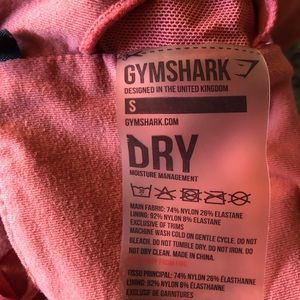 GYMSHARK
DESIGNED IN THE UNITED KINGDOM
S
GYMSHARK.COM
DRY
MOISTURE MANAGEMENT
MAIN FABRIC: 74% NYLON 26% ELASTANE
LINING: 92% NYLON 8% ELASTANE
EXCLUSIVE OF TRIMS
MACHINE WASH COLD ON GENTLE CYCLE. DO NOT
BLEACH. DO NOT TUMBLE DRY. DO NOT IRON. DO
NOT DRY CLEAN. MADE IN CHINA.
TISSU PRINCIPAL: 74% NYLON 26% ÉLASTHANNE
LINING: 92% NYLON 8% ÉLASTHANNE
EXCLUSIF DE GARNITURES